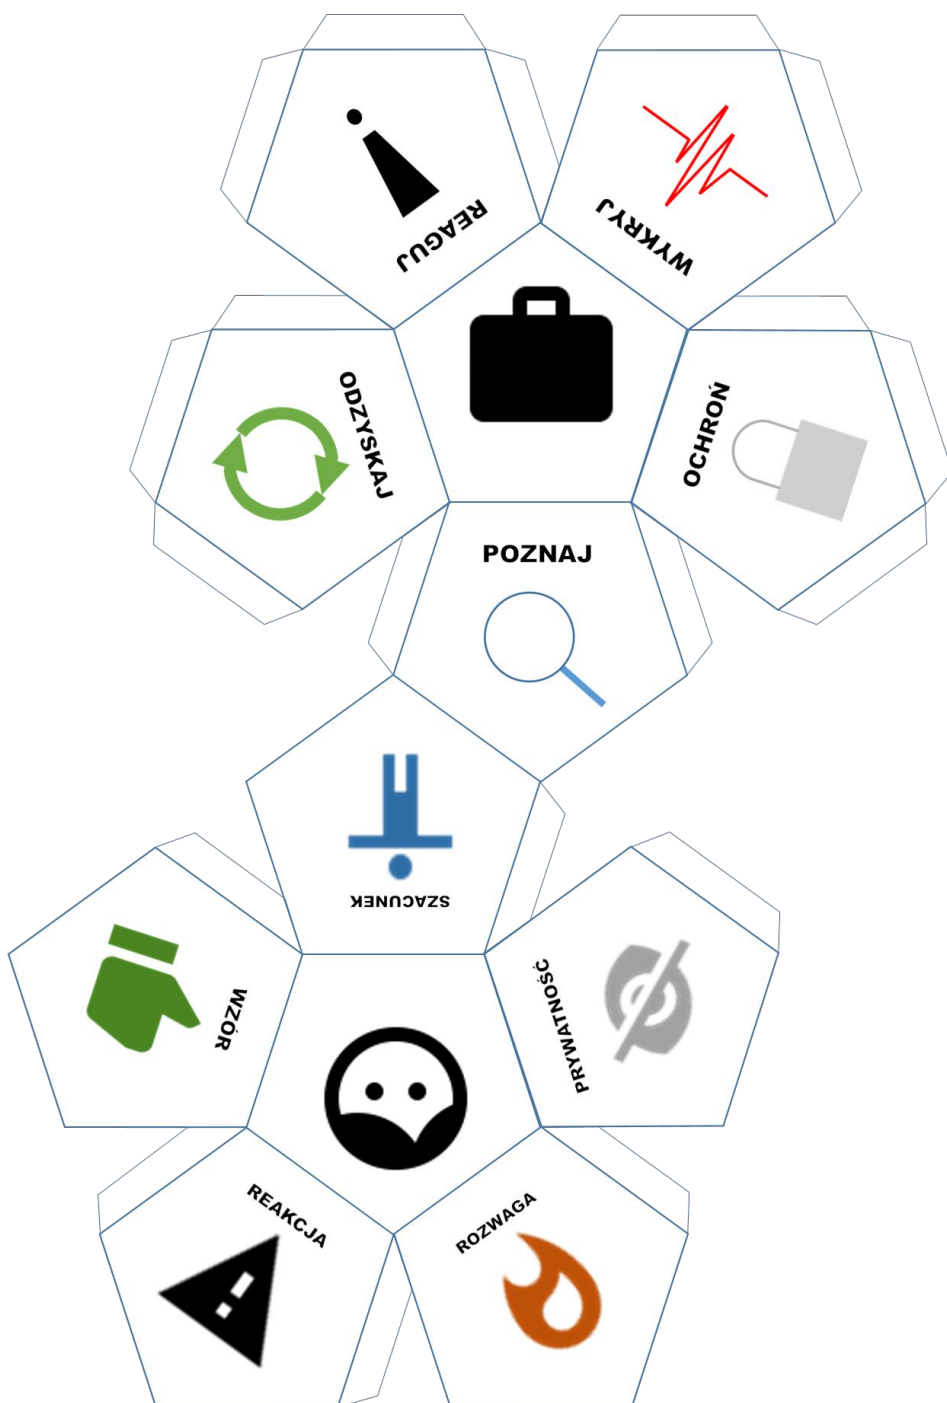 REAGUJ
WYKRYJ
ODZYSKAJ
OCHROŃ
POZNAJ
SZACUNEK
WZÓR
PRYWATNOŚĆ
REAKCJA
ROZWAGA